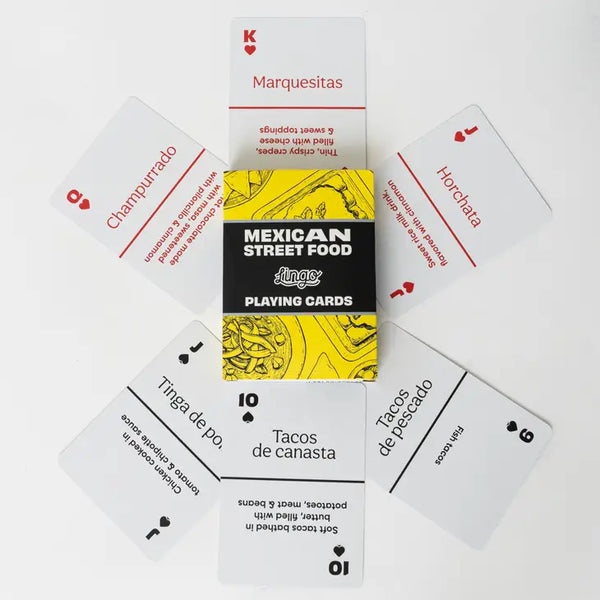 K
Marquesitas
Thin, crispy crepes,
filled with cheese
& sweet toppings
Q
Champurrado
chocolate made
with masa, sweetened
with piloncillo & cinnamon
J
Horchata
Sweet rice milk drink,
flavored with cinnamon
J
MEXICAN
STREET FOOD
Lingo
PLAYING CARDS
J
Tinga de
Chicken cooked in
tomato & chipotle sauce
J
10
Tacos
de canasta
Soft tacos bathed in
butter, filled with
potatoes, meat & beans
10
Tacos
de pescado
Fish tacos
9